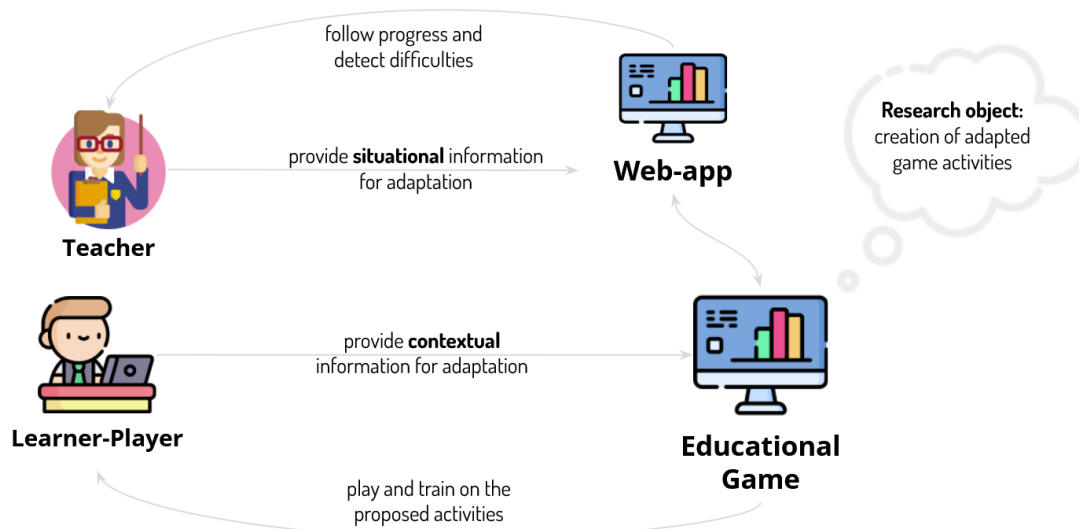 follow progress and
detect difficulties
Research object:
creation of adapted
game activities
provide situational information
for adaptation
Web-app
Teacher
provide contextual
information for adaptation
Learner-Player
Educational
Game
play and train on the
proposed activities